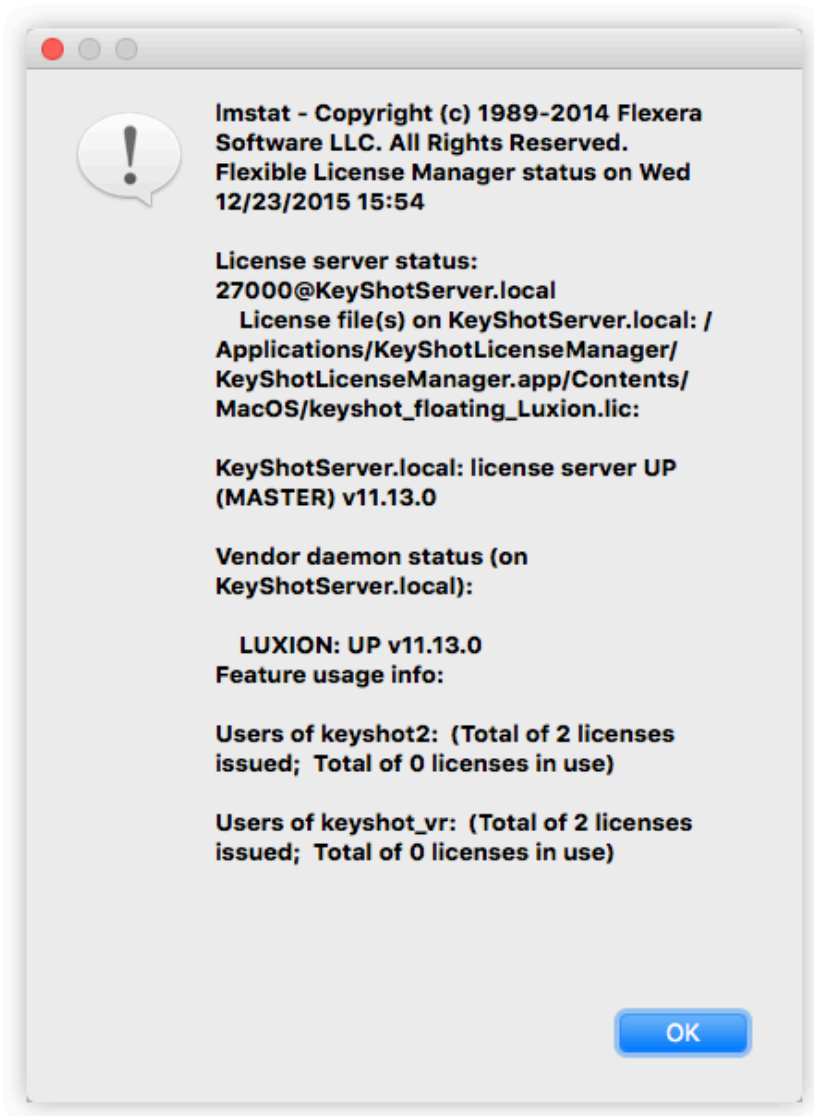 lmstat - Copyright (c) 1989-2014 Flexera
Software LLC. All Rights Reserved.
Flexible License Manager status on Wed
12/23/2015 15:54
License server status:
27000@KeyShotServer.local
License file(s) on KeyShotServer.local: /
Applications/KeyShotLicenseManager/
KeyShotLicenseManager.app/Contents/
MacOS/keyshot_floating_Luxion.lic:
KeyShotServer.local: license server UP
(MASTER) v11.13.0
Vendor daemon status (on
KeyShotServer.local):
LUXION: UP v11.13.0
Feature usage info:
Users of keyshot2:  (Total of 2 licenses
issued;  Total of 0 licenses in use)
Users of keyshot_vr:  (Total of 2 licenses
issued;  Total of 0 licenses in use)
OK